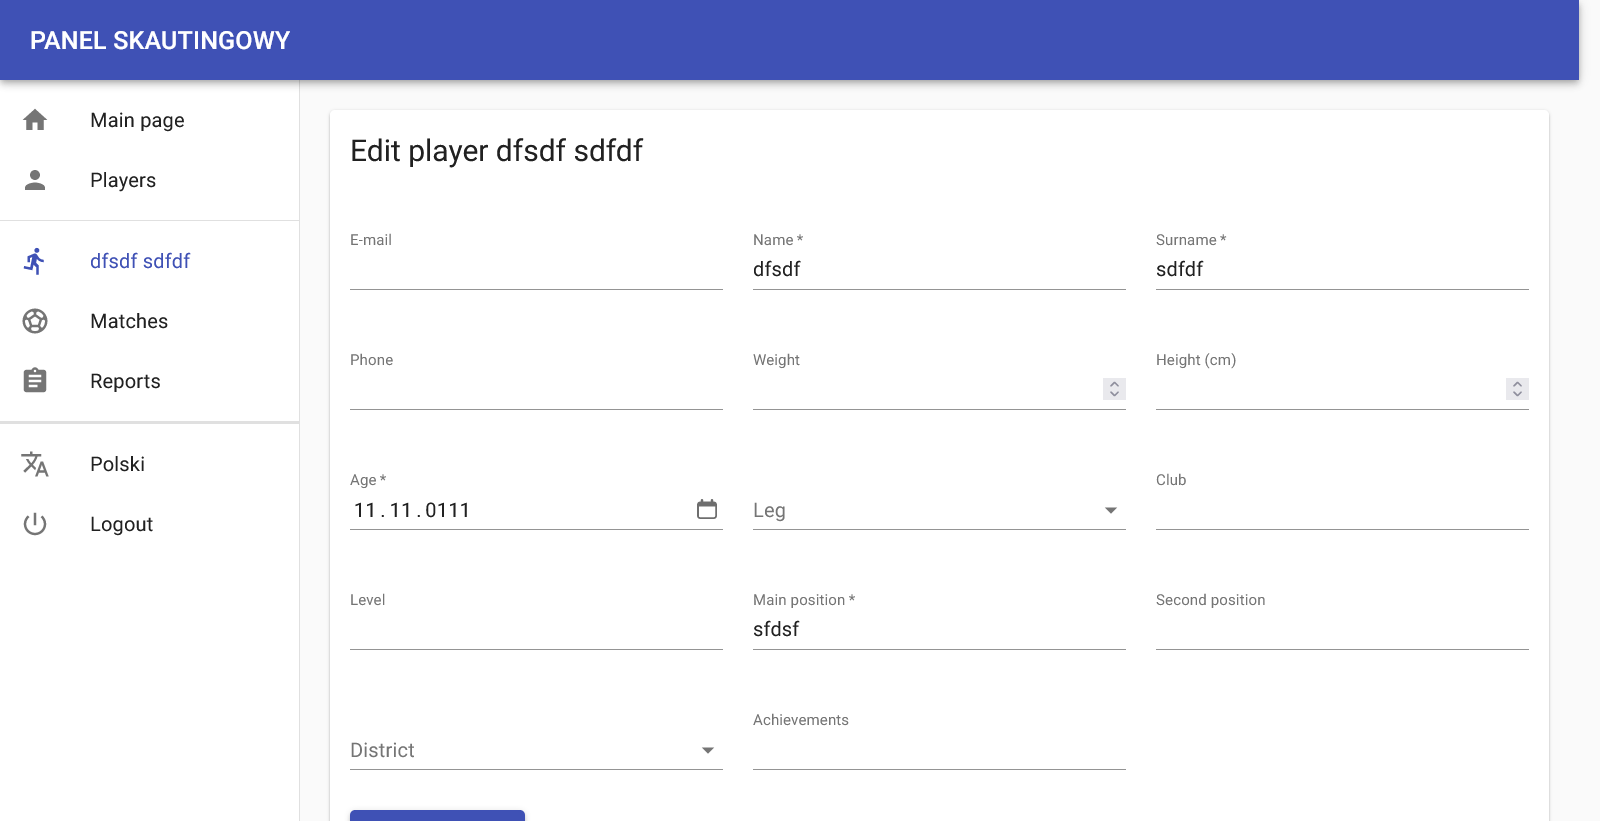 PANEL SKAUTINGOWY
Main page
Players
dfsdf sdfdf
Matches
Reports
Polski
Logout
Edit player dfsdf sdfdf
E-mail
Name *
dfsdf
Surname *
sdfdf
Phone
Weight
Height (cm)
Age *
11 . 11 . 0111
Leg
Club
Level
Main position *
sfdsf
Second position
District
Achievements